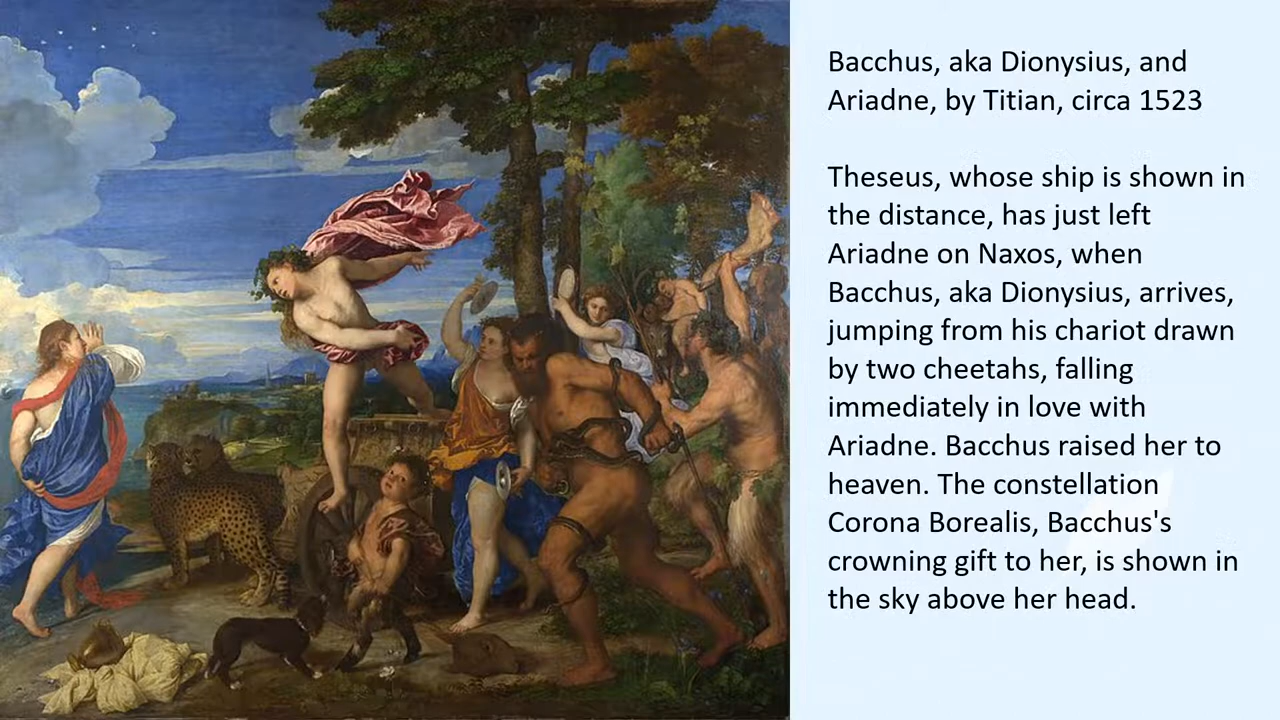 Bacchus, aka Dionysius, and
Ariadne, by Titian, circa 1523
Theseus, whose ship is shown in
the distance, has just left
Ariadne on Naxos, when
Bacchus, aka Dionysius, arrives,
jumping from his chariot drawn
by two cheetahs, falling
immediately in love with
Ariadne. Bacchus raised her to
heaven. The constellation
Corona Borealis, Bacchus's
crowning gift to her, is shown in
the sky above her head.